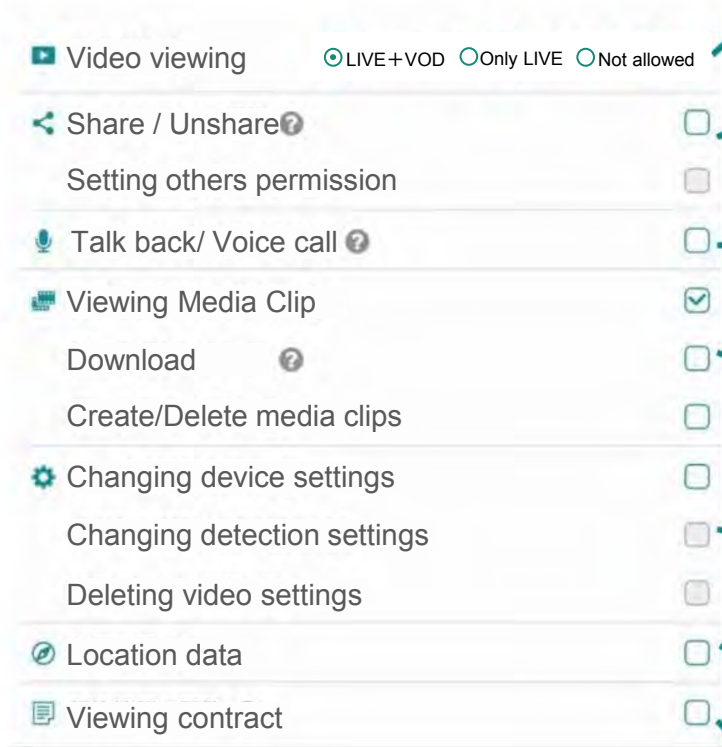 Video viewing LIVE+VOD Only LIVE Not allowed
Share / Unshare?
Setting others permission
Talk back/ Voice call ?
Viewing Media Clip
Download ?
Create/Delete media clips
Changing device settings
Changing detection settings
Deleting video settings
Location data
Viewing contract